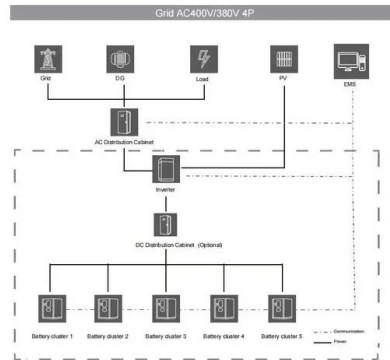 Grid AC400V/380V 4P
Grid
DG
Load
PV
EMS
AC Distribution Cabinet
Inverter
DC Distribution Cabinet (Optional)
Battery cluster 1
Battery cluster 2
Battery cluster 3
Battery cluster 4
Battery cluster 5
Communication
Power